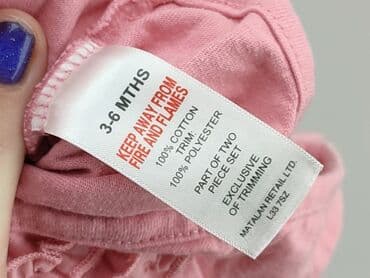 3-6 MTHS
KEEP AWAY FROM
FIRE AND FLAMES
100% COTTON
TRIM:
100% POLYESTER
PART OF TWO
PIECE SET
EXCLUSIVE
OF TRIMMING
MATALAN RETAIL LTD.
L33 7SZ